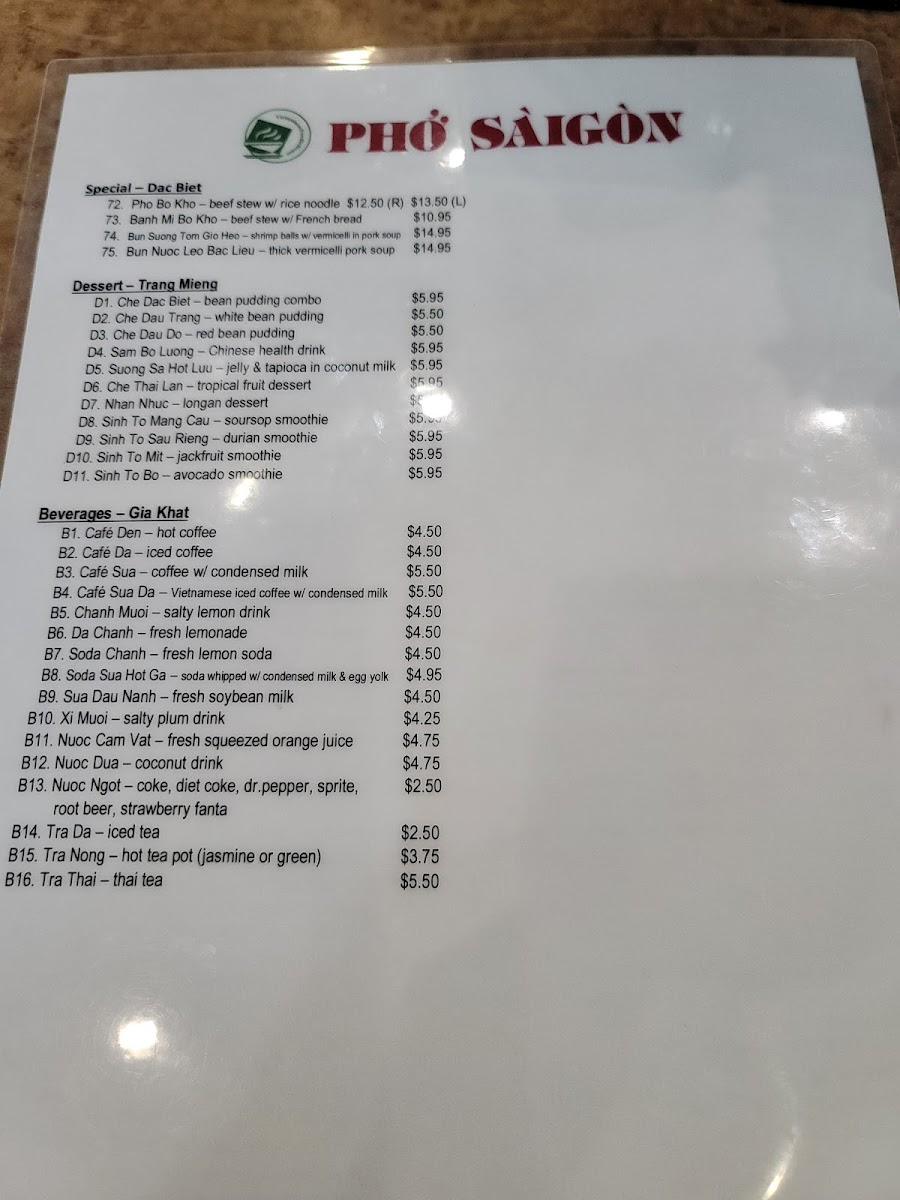 PHỞ SÀIGÒN
Special – Dac Biet
72. Pho Bo Kho – beef stew w/ rice noodle $12.50 (R) $13.50 (L)
73. Banh Mi Bo Kho – beef stew w/ French bread $10.95
74. Bun Suong Tom Gio Heo – shrimp balls w/ vermicelli in pork soup $14.95
75. Bun Nuoc Leo Bac Lieu – thick vermicelli pork soup $14.95
Dessert – Trang Mieng
D1. Che Dac Biet – bean pudding combo $5.95
D2. Che Dau Trang – white bean pudding $5.50
D3. Che Dau Do – red bean pudding $5.50
D4. Sam Bo Luong – Chinese health drink $5.95
D5. Suong Sa Hot Luu – jelly & tapioca in coconut milk $5.95
D6. Che Thai Lan – tropical fruit dessert $5.95
D7. Nhan Nhuc – longan dessert
D8. Sinh To Mang Cau – soursop smoothie
D9. Sinh To Sau Rieng – durian smoothie $5.95
D10. Sinh To Mit – jackfruit smoothie $5.95
D11. Sinh To Bo – avocado smoothie $5.95
Beverages – Gia Khat
B1. Café Den – hot coffee $4.50
B2. Café Da – iced coffee $4.50
B3. Café Sua – coffee w/ condensed milk $5.50
B4. Café Sua Da – Vietnamese iced coffee w/ condensed milk $5.50
B5. Chanh Muoi – salty lemon drink $4.50
B6. Da Chanh – fresh lemonade $4.50
B7. Soda Chanh – fresh lemon soda $4.50
B8. Soda Sua Hot Ga – soda whipped w/ condensed milk & egg yolk $4.95
B9. Sua Dau Nanh – fresh soybean milk $4.50
B10. Xi Muoi – salty plum drink $4.25
B11. Nuoc Cam Vat – fresh squeezed orange juice $4.75
B12. Nuoc Dua – coconut drink $4.75
B13. Nuoc Ngot – coke, diet coke, dr.pepper, sprite, $2.50
root beer, strawberry fanta
B14. Tra Da – iced tea $2.50
B15. Tra Nong – hot tea pot (jasmine or green) $3.75
B16. Tra Thai – thai tea $5.50